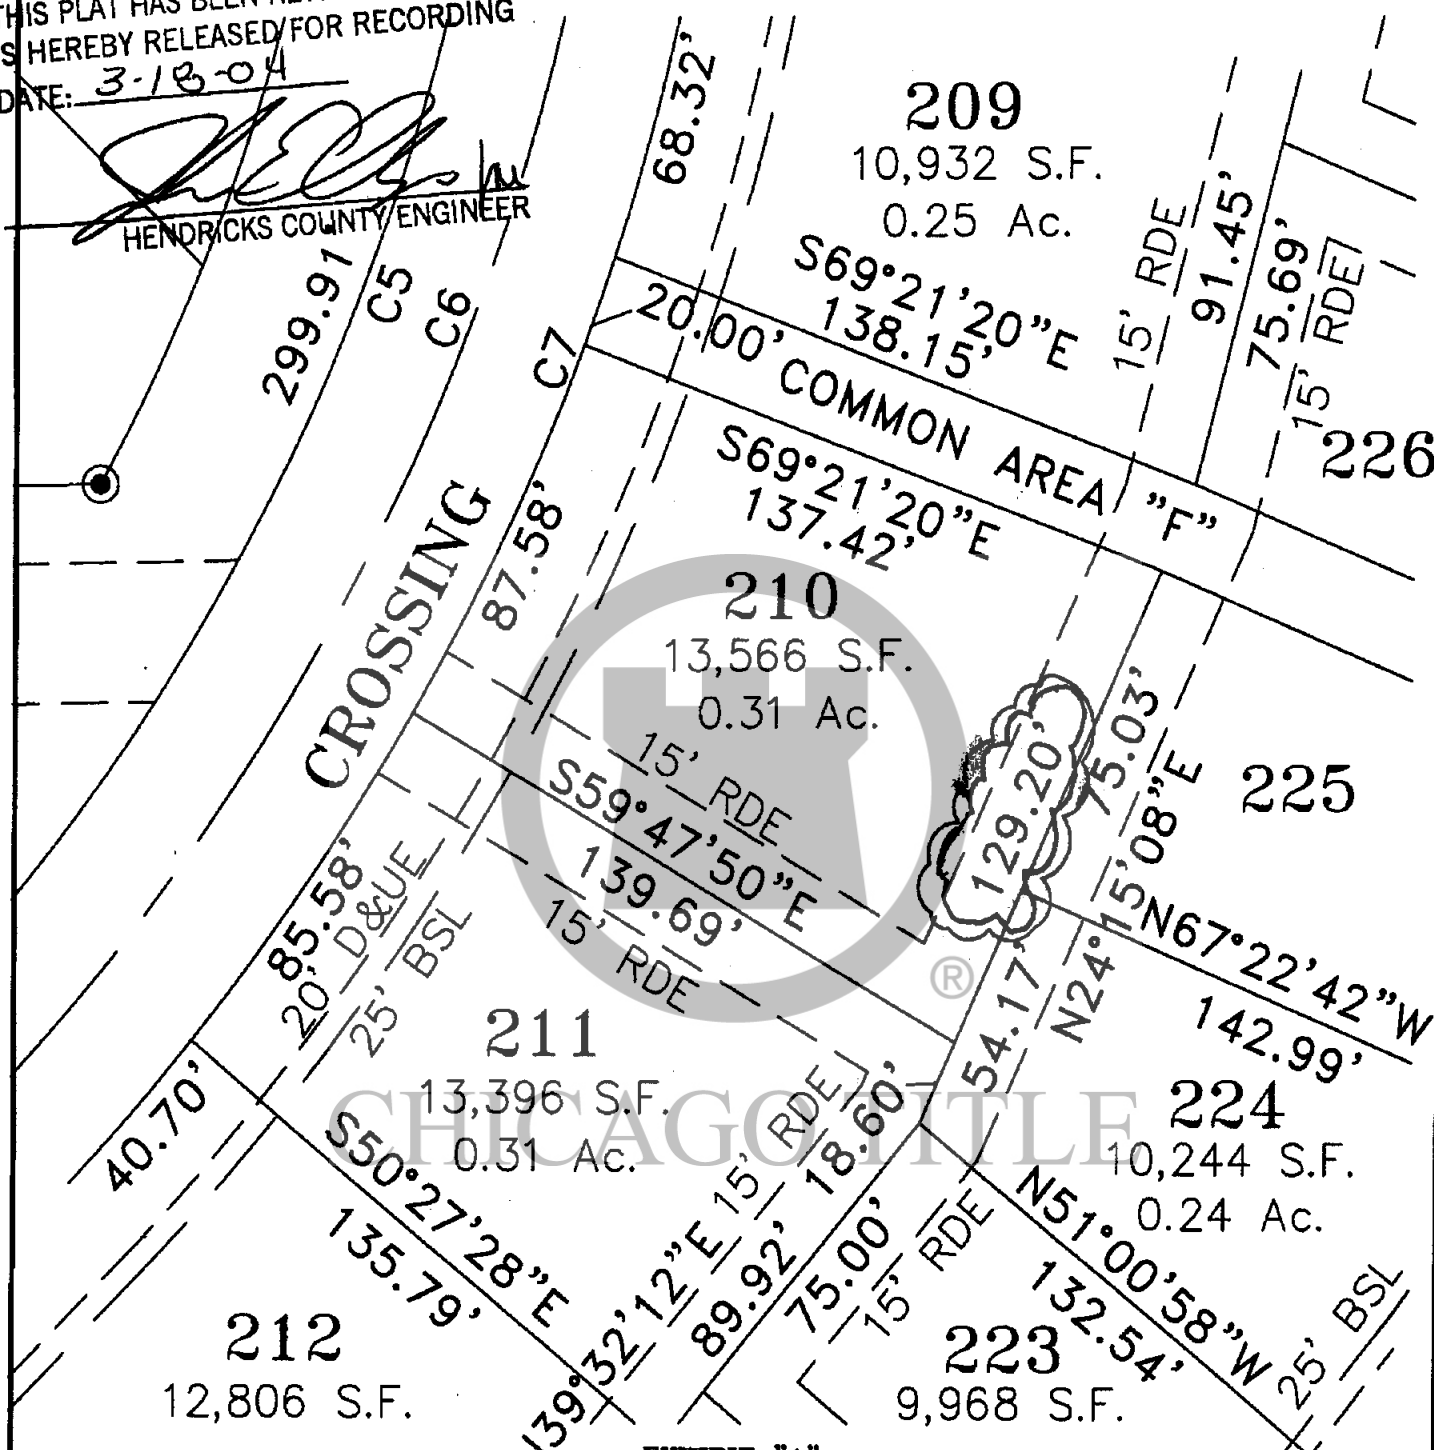 THIS PLAT HAS BEEN
S HEREBY RELEASED FOR RECORDING
DATE: 3-18-04
HENDRICKS COUNTY ENGINEER
68.32'
209
10,932 S.F.
0.25 Ac.
S69°21'20"E
138.15'
15' RDE
91.45'
75.69'
15' RDE
226
299.91
C5
C6
C7
20.00' COMMON AREA "F"
S69°21'20"E
137.42'
CROSSING
87.58'
210
13,566 S.F.
0.31 Ac.
15' RDE
S59°47'50"E
139.69'
15' RDE
129.20'
75.03'
N24°15'08"E
225
N67°22'42"W
142.99'
85.58'
20' D&UE
25' BSL
®
54.17'
211
13,396 S.F.
0.31 Ac.
CHICAGO TITLE
224
10,244 S.F.
0.24 Ac.
40.70'
S50°27'28"E
135.79'
15' RDE
18.60'
89.92'
75.00'
15' RDE
N51°00'58"W
132.54'
25' BSL
212
12,806 S.F.
39°32'12"E
223
9,968 S.F.